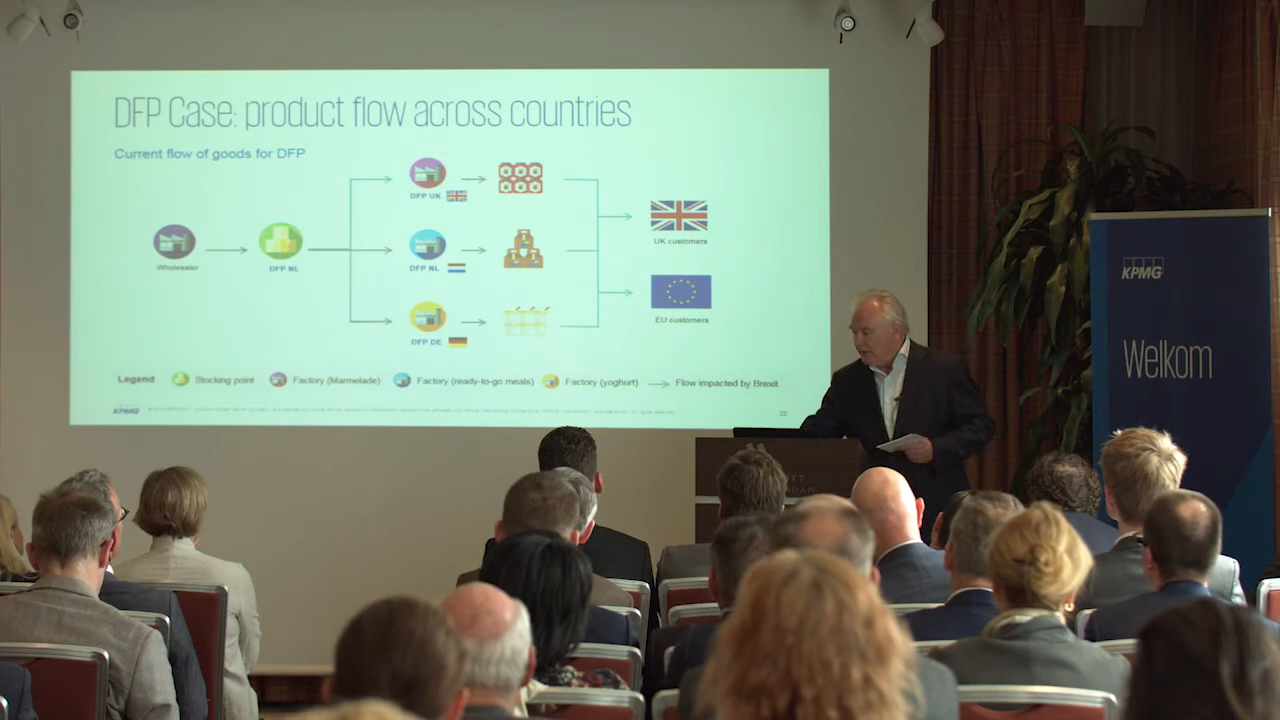 DFP Case: product flow across countries
Current flow of goods for DFP
DFP UK
UK customers
Wholesaler
DFP NL
DFP NL
EU customers
DFP DE
Legend
Stocking point
Factory (Marmelade)
Factory (ready-to-go meals)
Factory (yoghurt)
Flow impacted by Brexit
KPMG
KPMG
Welkom